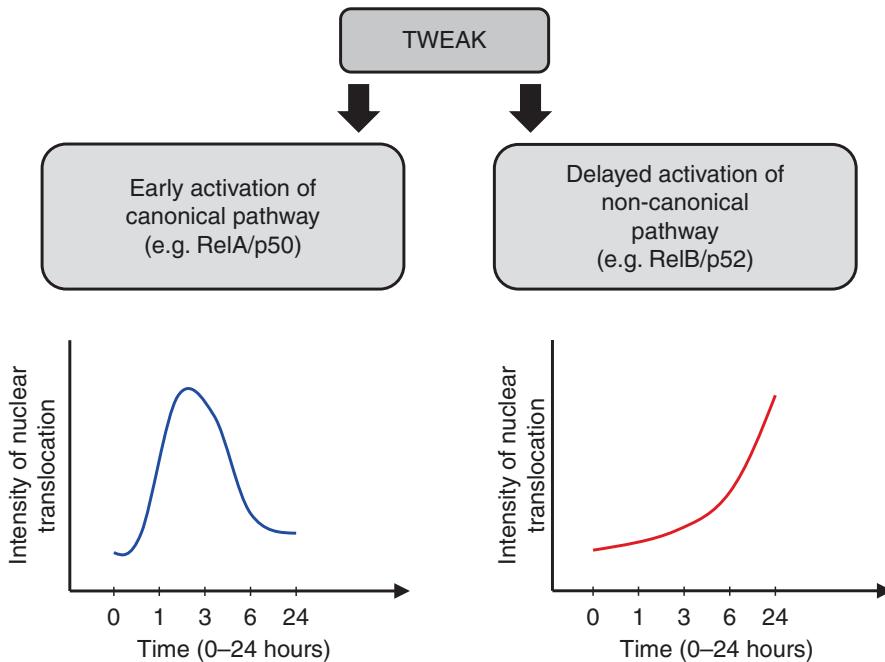 TWEAK
Early activation of
canonical pathway
(e.g. RelA/p50)
Delayed activation of
non-canonical
pathway
(e.g. RelB/p52)
Intensity of nuclear
translocation
0 1 3 6 24
Time (0–24 hours)
Intensity of nuclear
translocation
0 1 3 6 24
Time (0–24 hours)